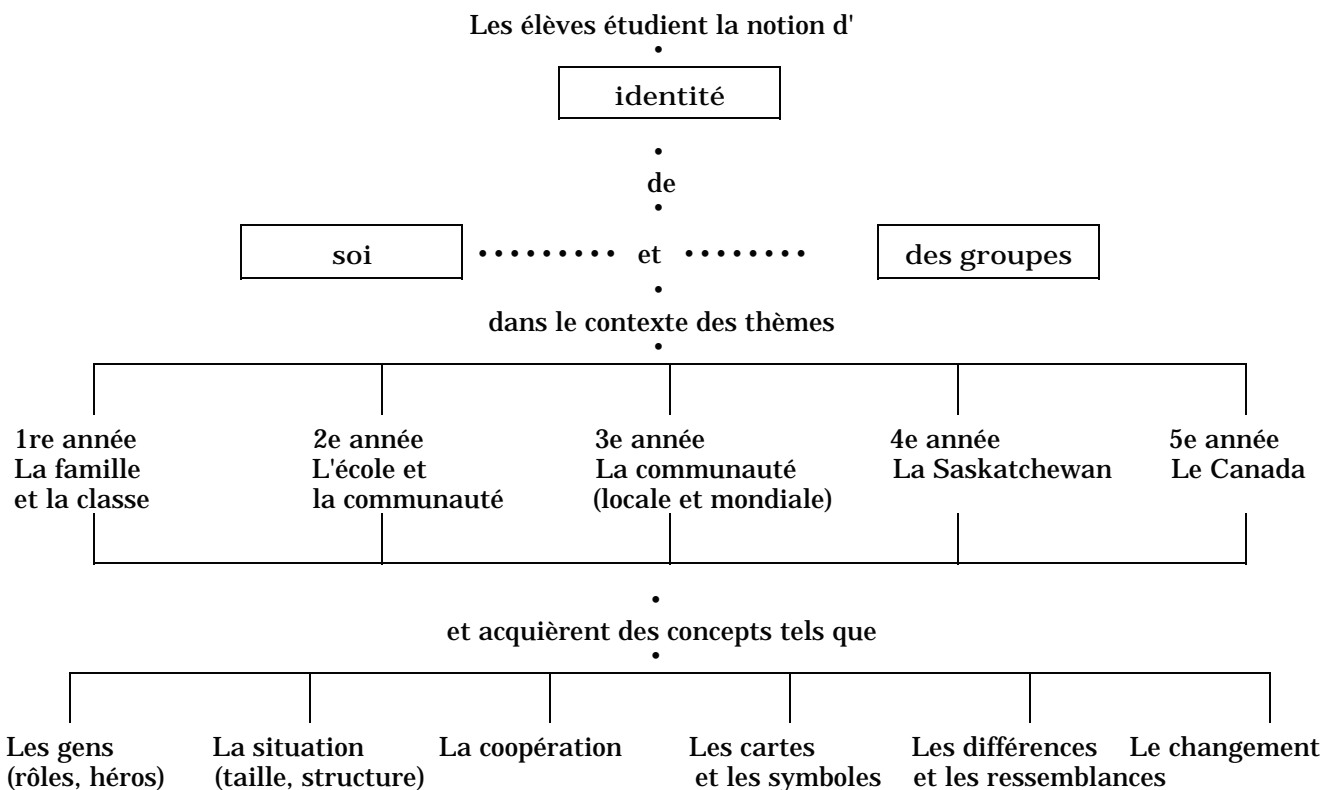 Les élèves étudient la notion d'
identité
de
soi ......... et ........ des groupes
dans le contexte des thèmes
1re année
La famille
et la classe
2e année
L'école et
la communauté
3e année
La communauté
(locale et mondiale)
4e année
La Saskatchewan
5e année
Le Canada
et acquièrent des concepts tels que
Les gens
(rôles, héros)
La situation
(taille, structure)
La coopération
Les cartes
et les symboles
Les différences
et les ressemblances
Le changement